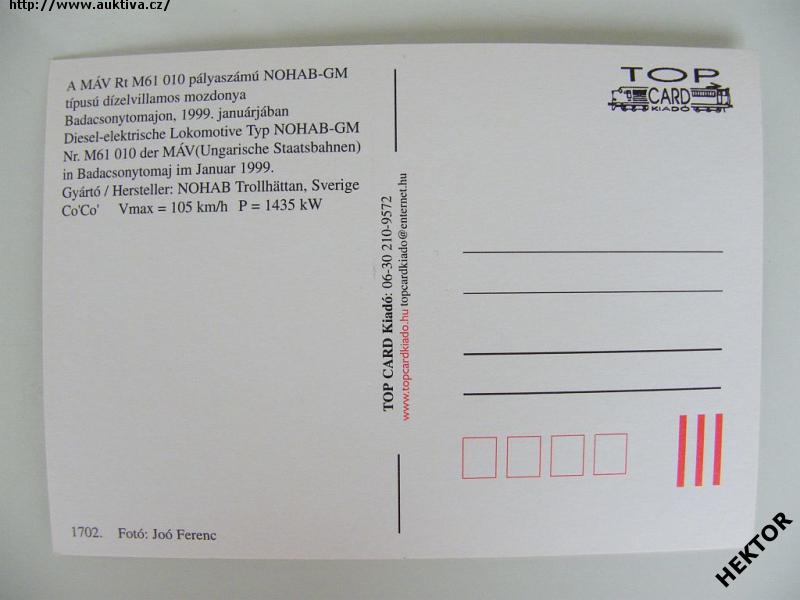 http://www.auktiva.cz/
A MÁV Rt M61 010 pályaszámú NOHAB-GM
típusú dízelvillamos mozdonya
Badacsonytomajon, 1999. januárjában
Diesel-elektrische Lokomotive Typ NOHAB-GM
Nr. M61 010 der MÁV(Ungarische Staatsbahnen)
in Badacsonytomaj im Januar 1999.
Gyártó / Hersteller: NOHAB Trollhättan, Sverige
Co'Co' Vmax = 105 km/h P = 1435 kW
1702. Fotó: Joó Ferenc
TOP CARD Kiadó: 06-30 210-9572
www.topcardkiado.hu topcardkiado@enternet.hu
TOP
CARD
KIADÓ
HEKTOR